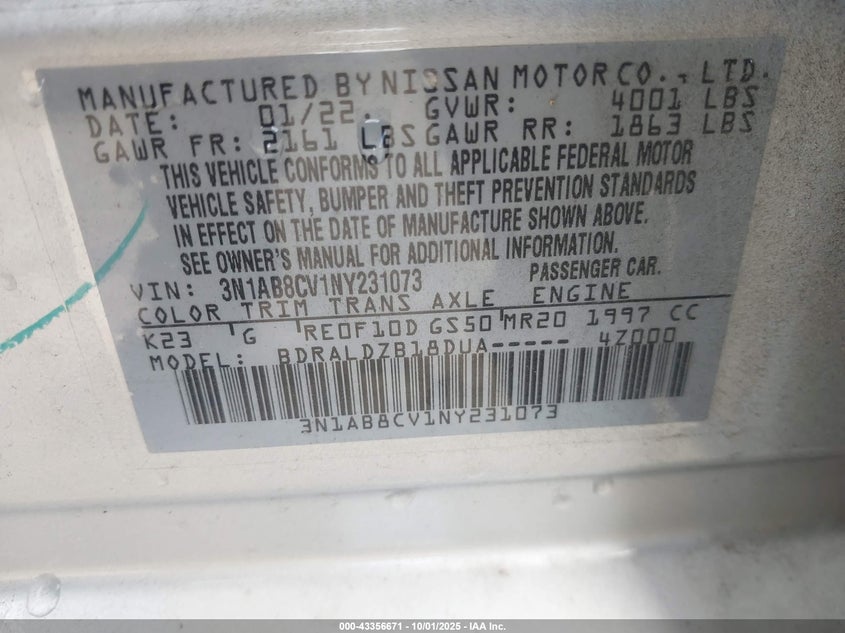 MANUFACTURED BY NISSAN MOTOR CO., LTD.
DATE: 01/22 GVWR: 4001 LBS
GAWR FR: 2161 LBS GAWR RR: 1863 LBS
THIS VEHICLE CONFORMS TO ALL APPLICABLE FEDERAL MOTOR
VEHICLE SAFETY, BUMPER AND THEFT PREVENTION STANDARDS
IN EFFECT ON THE DATE OF MANUFACTURE SHOWN ABOVE.
SEE OWNER'S MANUAL FOR ADDITIONAL INFORMATION.
VIN: 3N1AB8CV1NY231073 PASSENGER CAR.
COLOR TRIM TRANS AXLE ENGINE
K23 G RE0F10D GS50 MR20 1997 CC
MODEL: BDRALDZB18DUA----- 4Z000
3N1AB8CV1NY231073
000-43356671 - 10/01/2025 - IAA Inc.